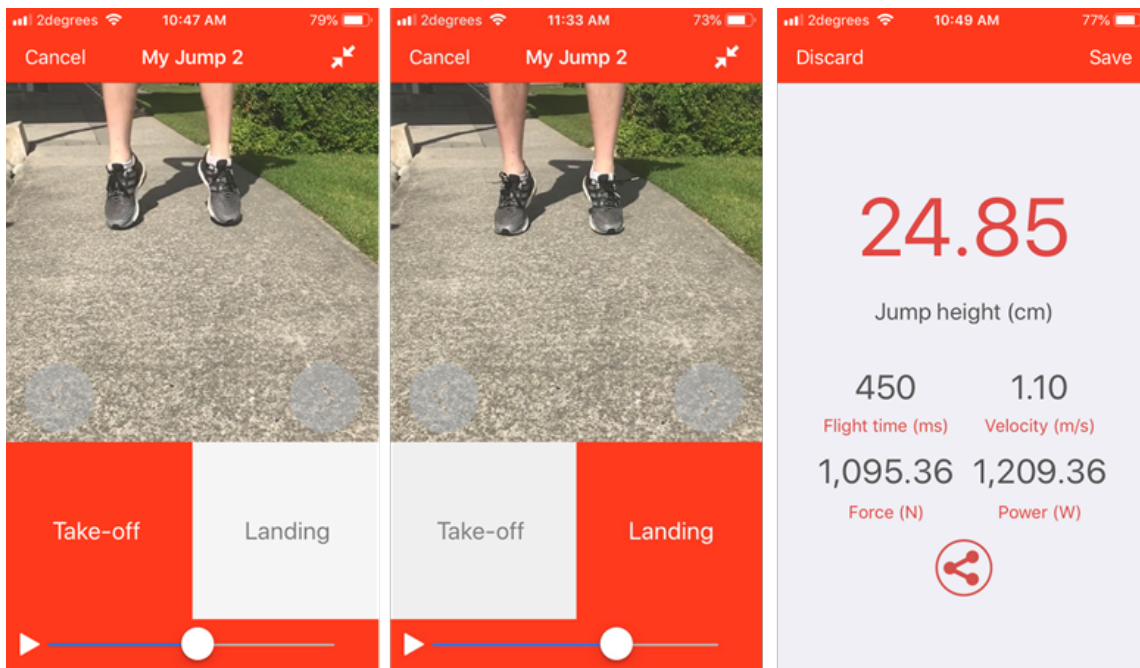 2degrees 10:47 AM 79%
Cancel My Jump 2
Take-off Landing
2degrees 11:33 AM 73%
Cancel My Jump 2
Take-off Landing
2degrees 10:49 AM 77%
Discard Save
24.85
Jump height (cm)
450 1.10
Flight time (ms) Velocity (m/s)
1,095.36 1,209.36
Force (N) Power (W)